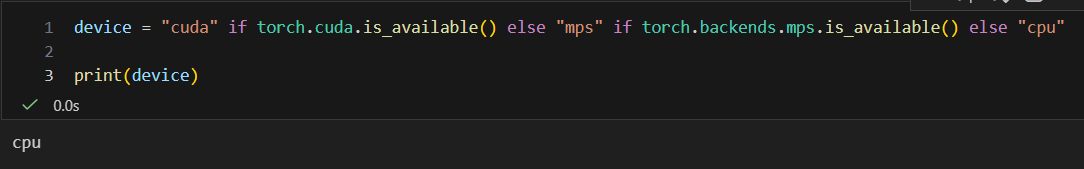 1 device = "cuda" if torch.cuda.is_available() else "mps" if torch.backends.mps.is_available() else "cpu"
2
3 print(device)
0.0s
cpu